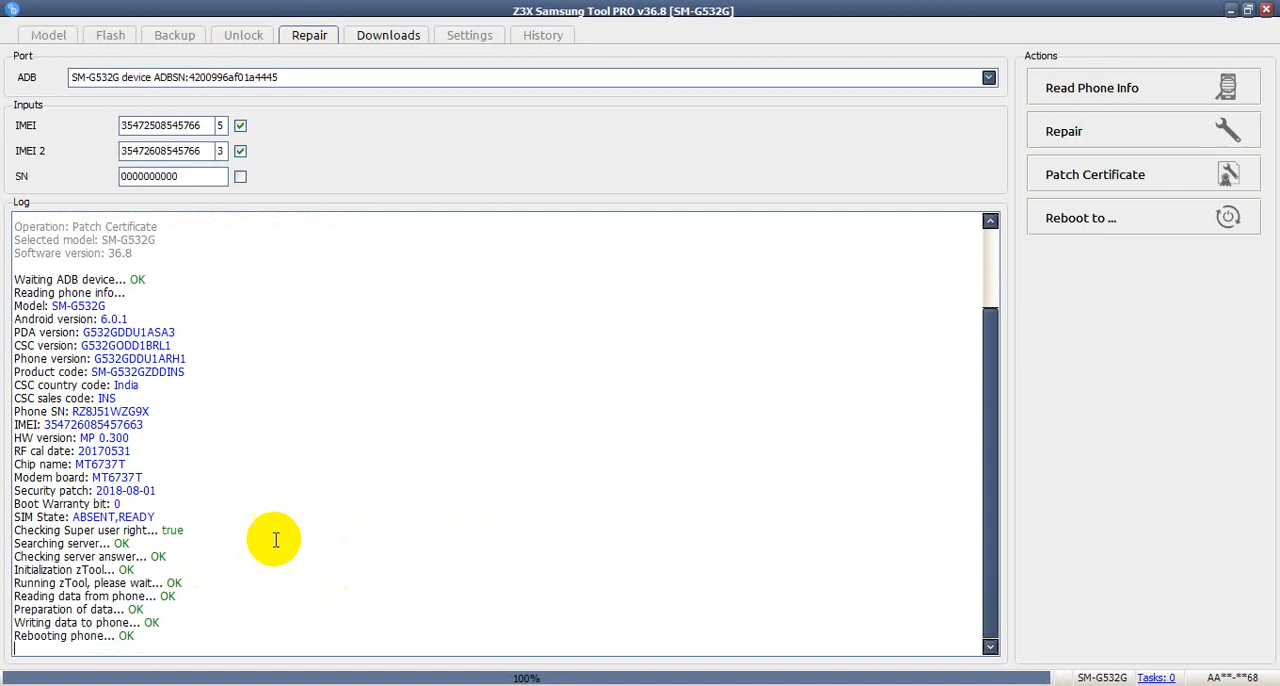 Z3X Samsung Tool PRO v36.8 [SM-G532G]
Model Flash Backup Unlock Repair Downloads Settings History
Port
ADB SM-G532G device ADBSN:4200996af01a4445
Inputs
IMEI 35472508545766 5
IMEI 2 35472608545766 3
SN 0000000000
Log
Operation: Patch Certificate
Selected model: SM-G532G
Software version: 36.8
Waiting ADB device... OK
Reading phone info...
Model: SM-G532G
Android version: 6.0.1
PDA version: G532GDDU1ASA3
CSC version: G532GODD1BRL1
Phone version: G532GDDU1ARH1
Product code: SM-G532GZDDINS
CSC country code: India
CSC sales code: INS
Phone SN: RZ8J51WZG9X
IMEI: 354726085457663
HW version: MP 0.300
RF cal date: 20170531
Chip name: MT6737T
Modem board: MT6737T
Security patch: 2018-08-01
Boot Warranty bit: 0
SIM State: ABSENT,READY
Checking Super user right... true
Searching server... OK
Checking server answer... OK
Initialization zTool... OK
Running zTool, please wait... OK
Reading data from phone... OK
Preparation of data... OK
Writing data to phone... OK
Rebooting phone... OK
Actions
Read Phone Info
Repair
Patch Certificate
Reboot to ...
100% SM-G532G Tasks: 0 AA**-**68